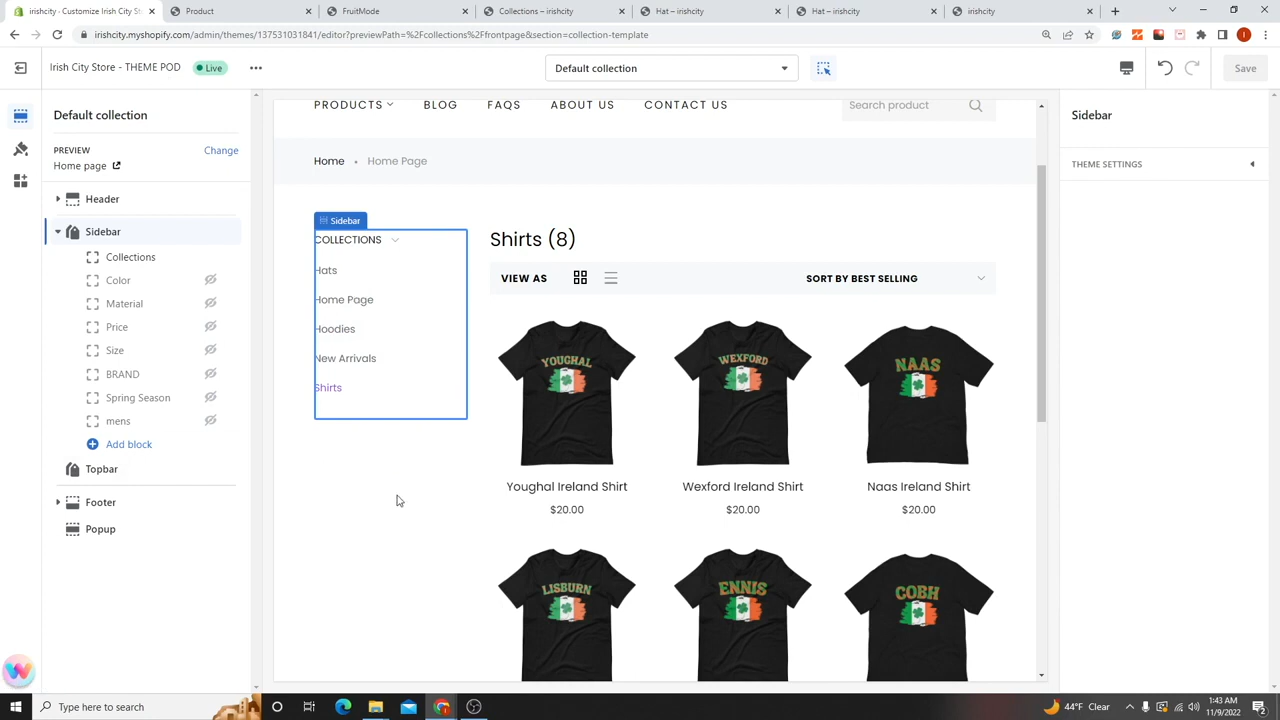 irishcity - Customize Irish City St
Product
FruitMode
Collections – irishcity
Hat – irishcity
Hat – irishcity
irishcity
irishcity.myshopify.com/admin/themes/137531031841/editor?previewPath=%2Fcollections%2Ffrontpage&section=collection-template
Irish City Store - THEME POD
Live
Default collection
Save
Default collection
PREVIEW
Home page
Change
Header
Sidebar
Collections
Color
Material
Price
Size
BRAND
Spring Season
mens
Add block
Topbar
Footer
Popup
PRODUCTS
BLOG
FAQS
ABOUT US
CONTACT US
Search product
Home • Home Page
Sidebar
COLLECTIONS
Hats
Home Page
Hoodies
New Arrivals
Shirts
Shirts (8)
VIEW AS
SORT BY BEST SELLING
YOUGHAL
WEXFORD
NAAS
Youghal Ireland Shirt
Wexford Ireland Shirt
Naas Ireland Shirt
$20.00
$20.00
$20.00
LISBURN
ENNIS
COBH
Sidebar
THEME SETTINGS
Type here to search
44°F Clear
1:43 AM
11/9/2022